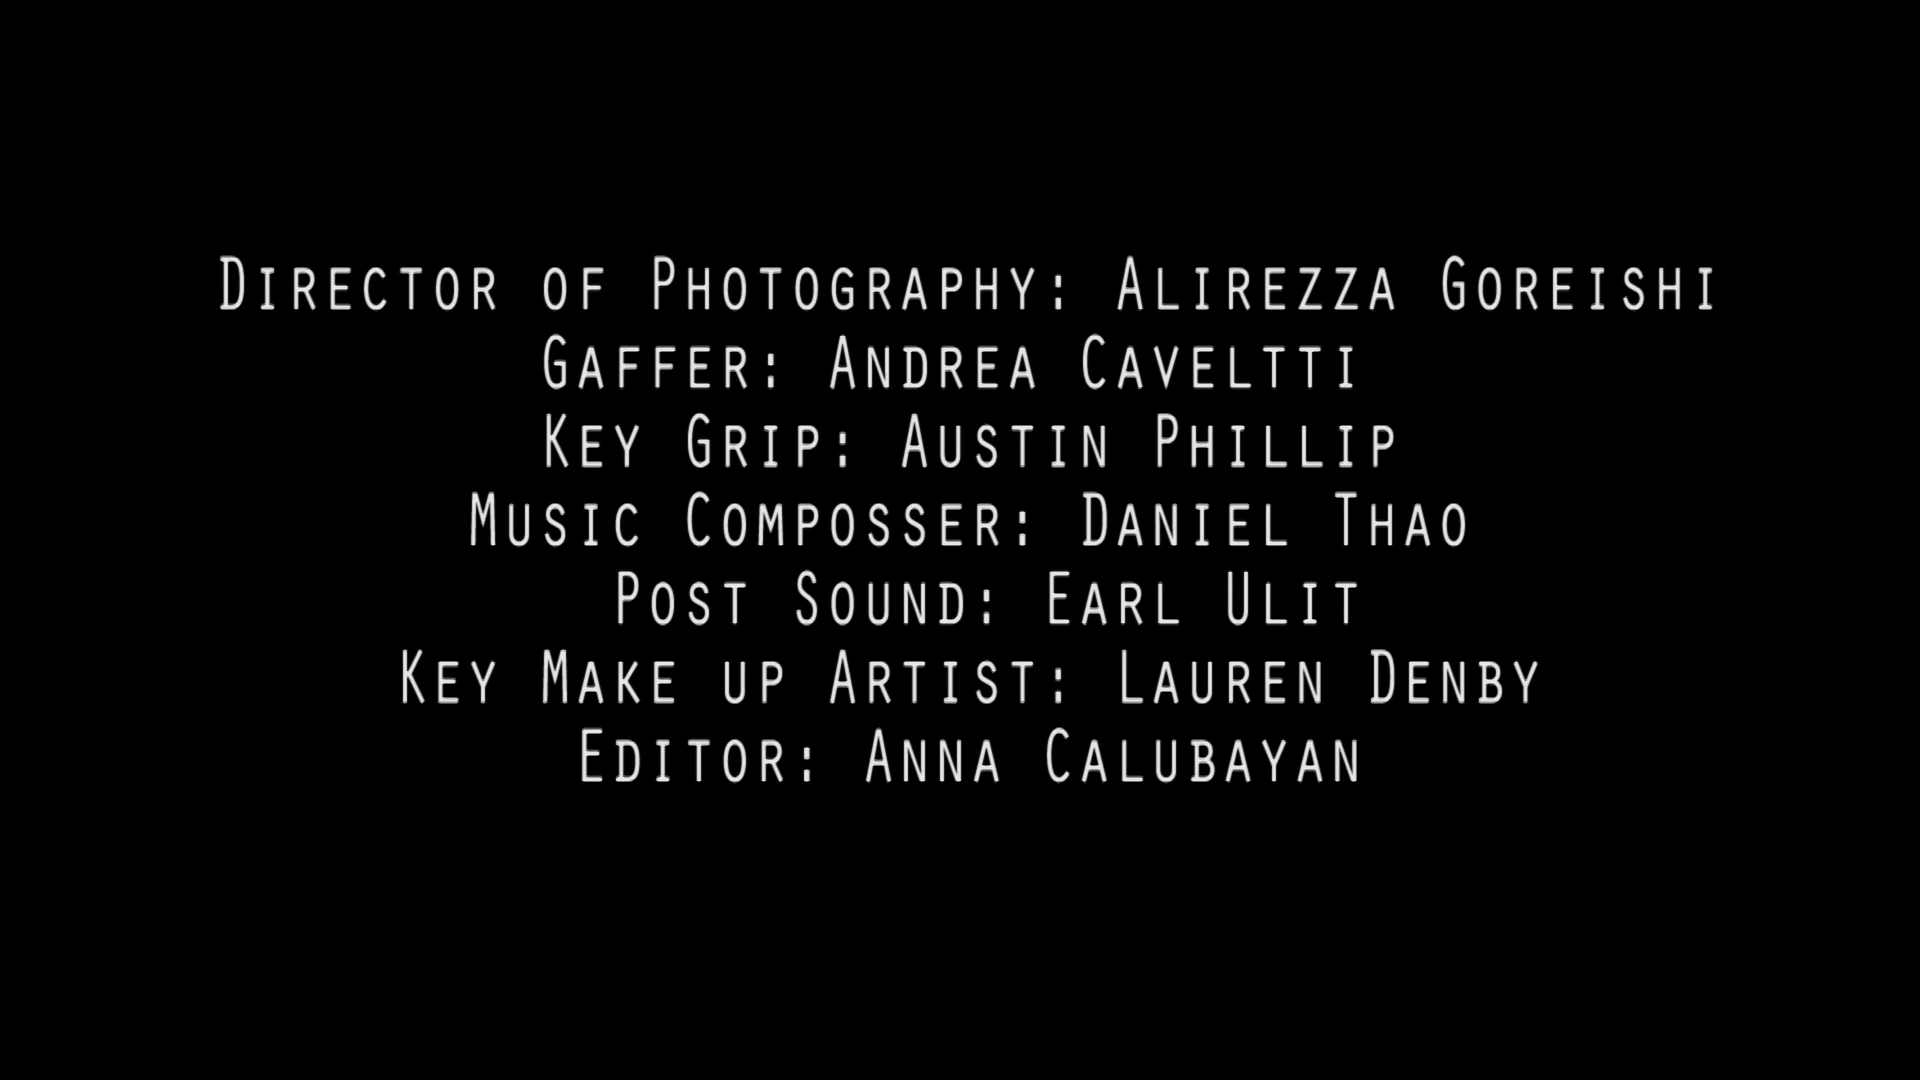 Director of Photography: Alirezza Goreishi
Gaffer: Andrea Caveltti
Key Grip: Austin Phillip
Music Composser: Daniel Thao
Post Sound: Earl Ulit
Key Make up Artist: Lauren Denby
Editor: Anna Calubayan